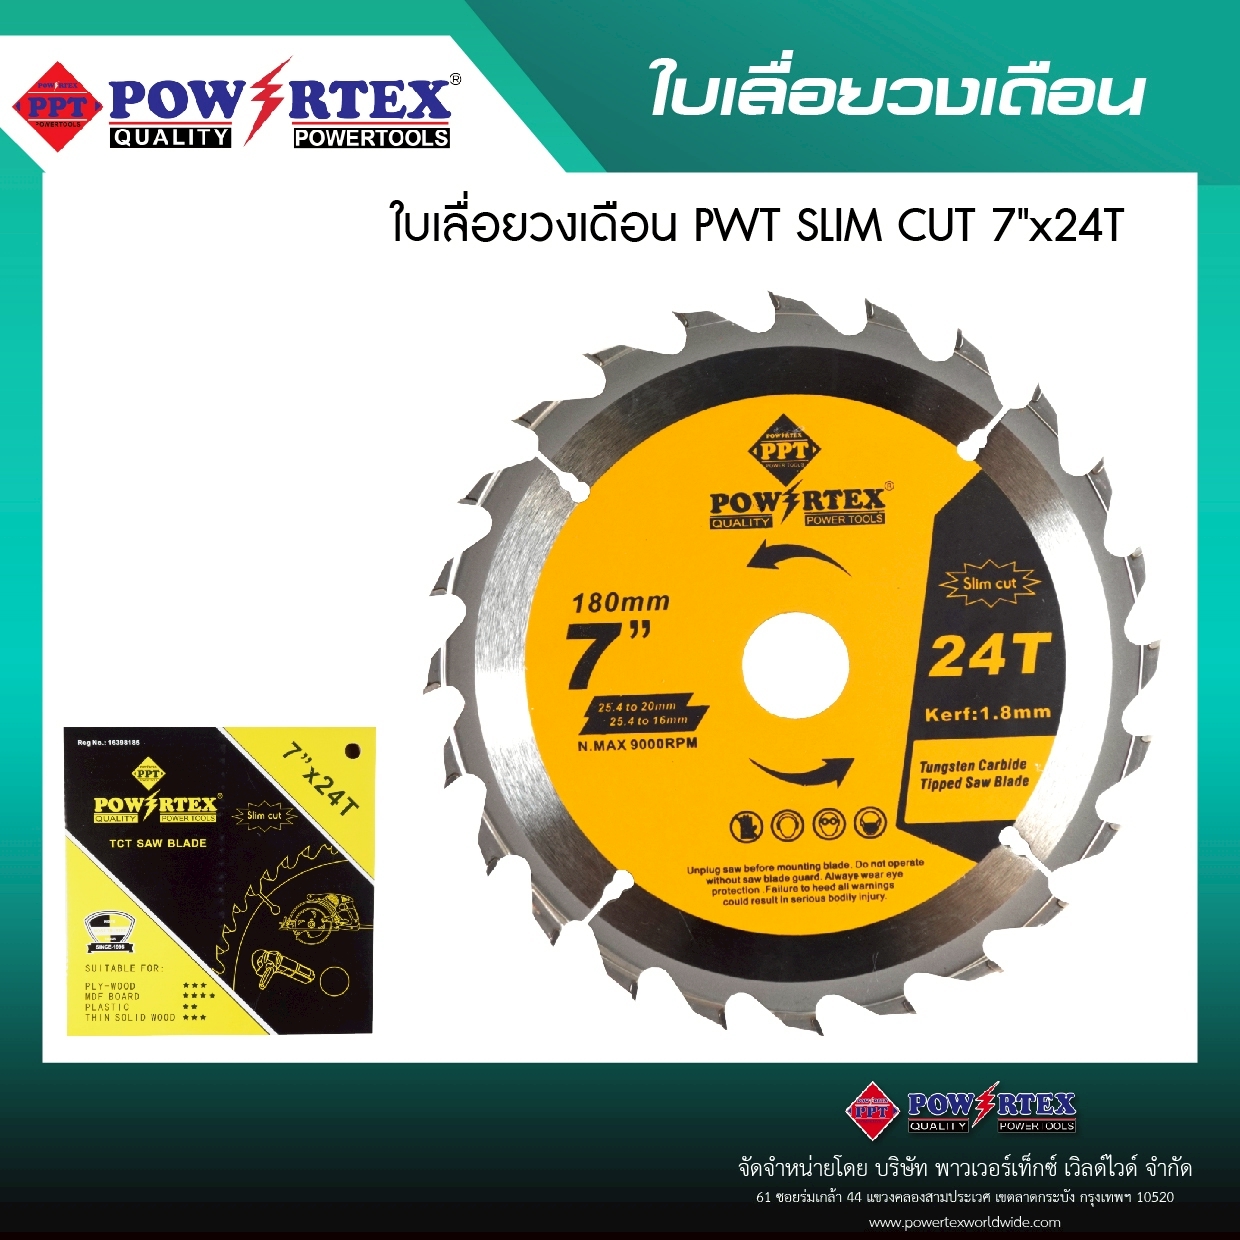 POWERTEX PPT POWERTOOLS
POWERTEX®
QUALITY POWERTOOLS
ใบเลื่อยวงเดือน
ใบเลื่อยวงเดือน PWT SLIM CUT 7"x24T
POWERTEX
PPT
POWER TOOLS
POWERTEX®
QUALITY POWER TOOLS
180mm
7”
25.4 to 20mm
25.4 to 16mm
N.MAX 9000RPM
Slim cut
24T
Kerf:1.8mm
Tungsten Carbide
Tipped Saw Blade
Unplug saw before mounting blade. Do not operate
without saw blade guard. Always wear eye
protection .Failure to heed all warnings
could result in serious bodily injury.
Reg No.: 16398186
7”x24T
PPT
POWERTEX®
QUALITY POWER TOOLS
Slim cut
TCT SAW BLADE
SINCE-1996
SUITABLE FOR:
PLY-WOOD ★★★
MDF BOARD ★★★★
PLASTIC ★★
THIN SOLID WOOD ★★★
PPT POWERTEX
QUALITY POWERTOOLS
จัดจำหน่ายโดย บริษัท พาวเวอร์เท็กซ์ เวิลด์ไวด์ จำกัด
61 ซอยร่มเกล้า 44 แขวงคลองสามประเวศ เขตลาดกระบัง กรุงเทพฯ 10520
www.powertexworldwide.com